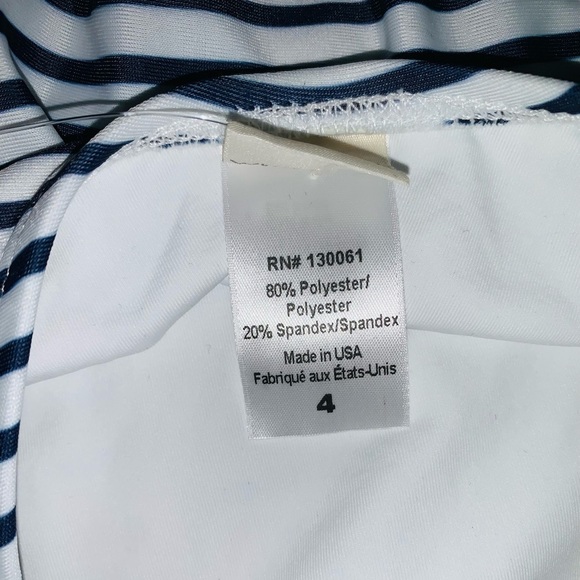 RN# 130061
80% Polyester/
Polyester
20% Spandex/Spandex
Made in USA
Fabriqué aux États-Unis
4